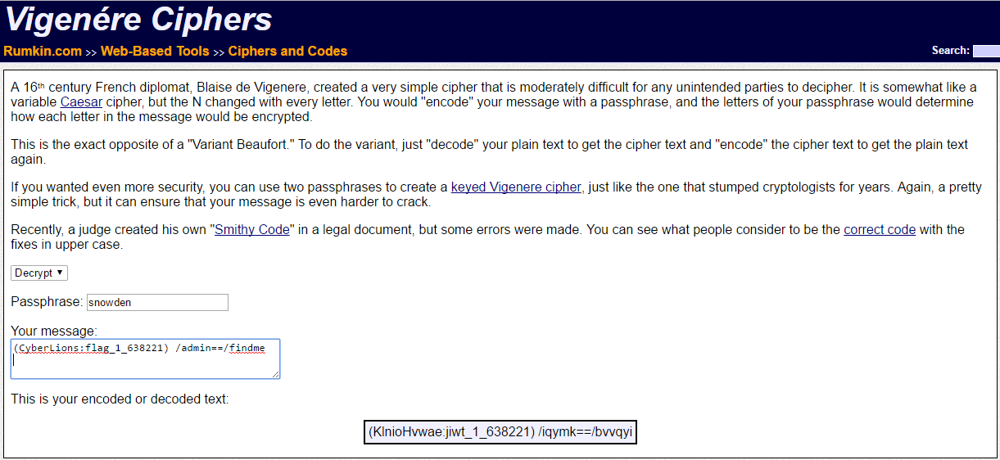 Vigenére Ciphers
Rumkin.com >> Web-Based Tools >> Ciphers and Codes
Search:
A 16th century French diplomat, Blaise de Vigenere, created a very simple cipher that is moderately difficult for any unintended parties to decipher. It is somewhat like a
variable Caesar cipher, but the N changed with every letter. You would "encode" your message with a passphrase, and the letters of your passphrase would determine
how each letter in the message would be encrypted.
This is the exact opposite of a "Variant Beaufort." To do the variant, just "decode" your plain text to get the cipher text and "encode" the cipher text to get the plain text
again.
If you wanted even more security, you can use two passphrases to create a keyed Vigenere cipher, just like the one that stumped cryptologists for years. Again, a pretty
simple trick, but it can ensure that your message is even harder to crack.
Recently, a judge created his own "Smithy Code" in a legal document, but some errors were made. You can see what people consider to be the correct code with the
fixes in upper case.
Decrypt ▼
Passphrase: snowden
Your message:
(CyberLions:flag_1_638221) /admin==/findme
This is your encoded or decoded text:
(KlnioHvwae:jiwt_1_638221) /iqymk==/bvvqyi